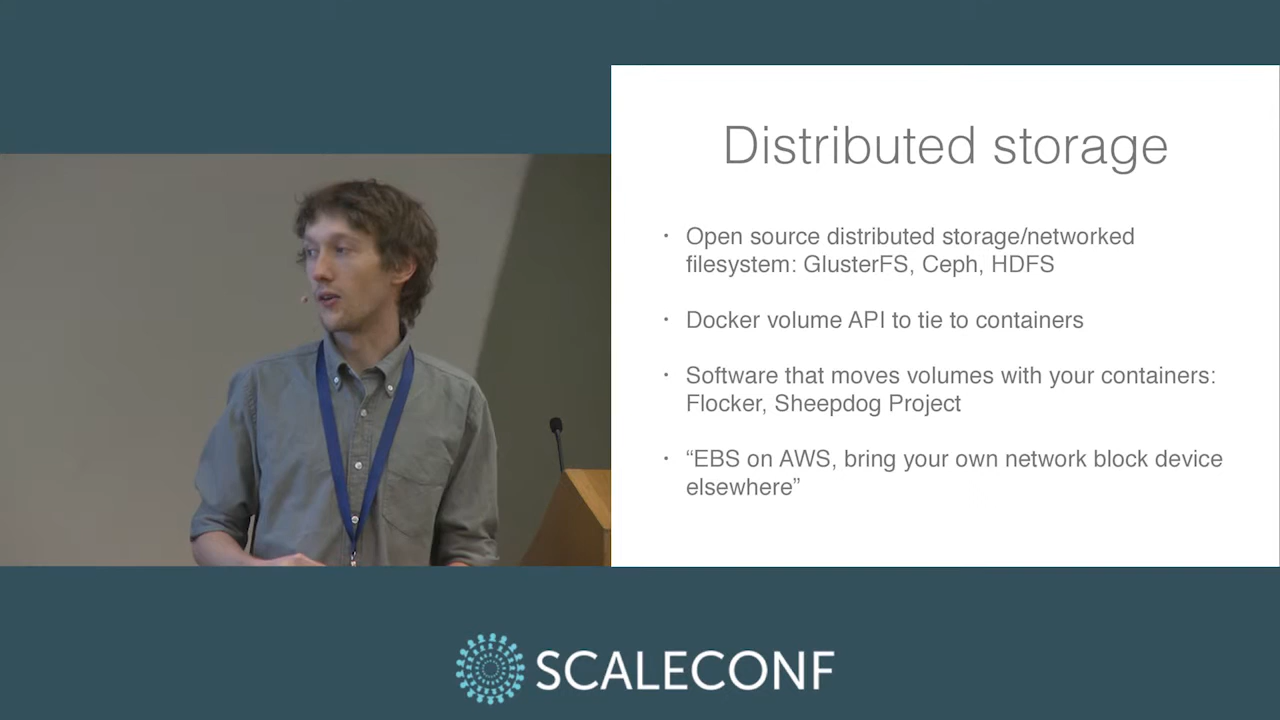 Distributed storage
· Open source distributed storage/networked
filesystem: GlusterFS, Ceph, HDFS
· Docker volume API to tie to containers
· Software that moves volumes with your containers:
Flocker, Sheepdog Project
· “EBS on AWS, bring your own network block device
elsewhere”
SCALECONF